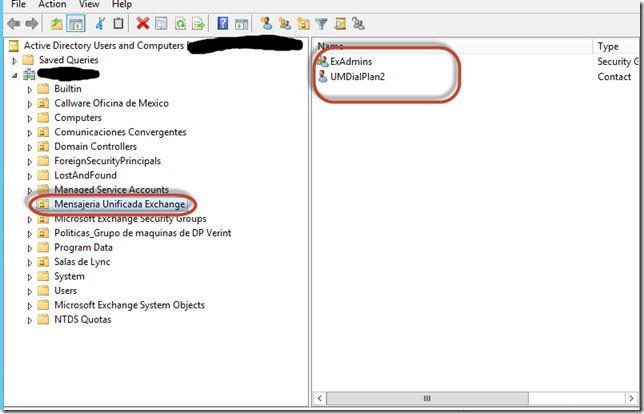 File Action View Help
Active Directory Users and Computers
Name Type
Saved Queries
ExAdmins Security G
UMDialPlan2 Contact
Builtin
Callware Oficina de Mexico
Computers
Comunicaciones Convergentes
Domain Controllers
ForeignSecurityPrincipals
LostAndFound
Managed Service Accounts
Mensajeria Unificada Exchange
Microsoft Exchange Security Groups
Politicas_Grupo de maquinas de DP Verint
Program Data
Salas de Lync
System
Users
Microsoft Exchange System Objects
NTDS Quotas